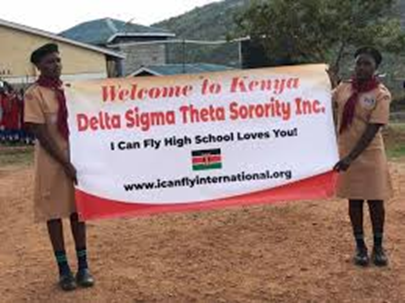 Welcome to Kenya
Delta Sigma Theta Sorority Inc.
I Can Fly High School Loves You!
www.icanflyinternational.org